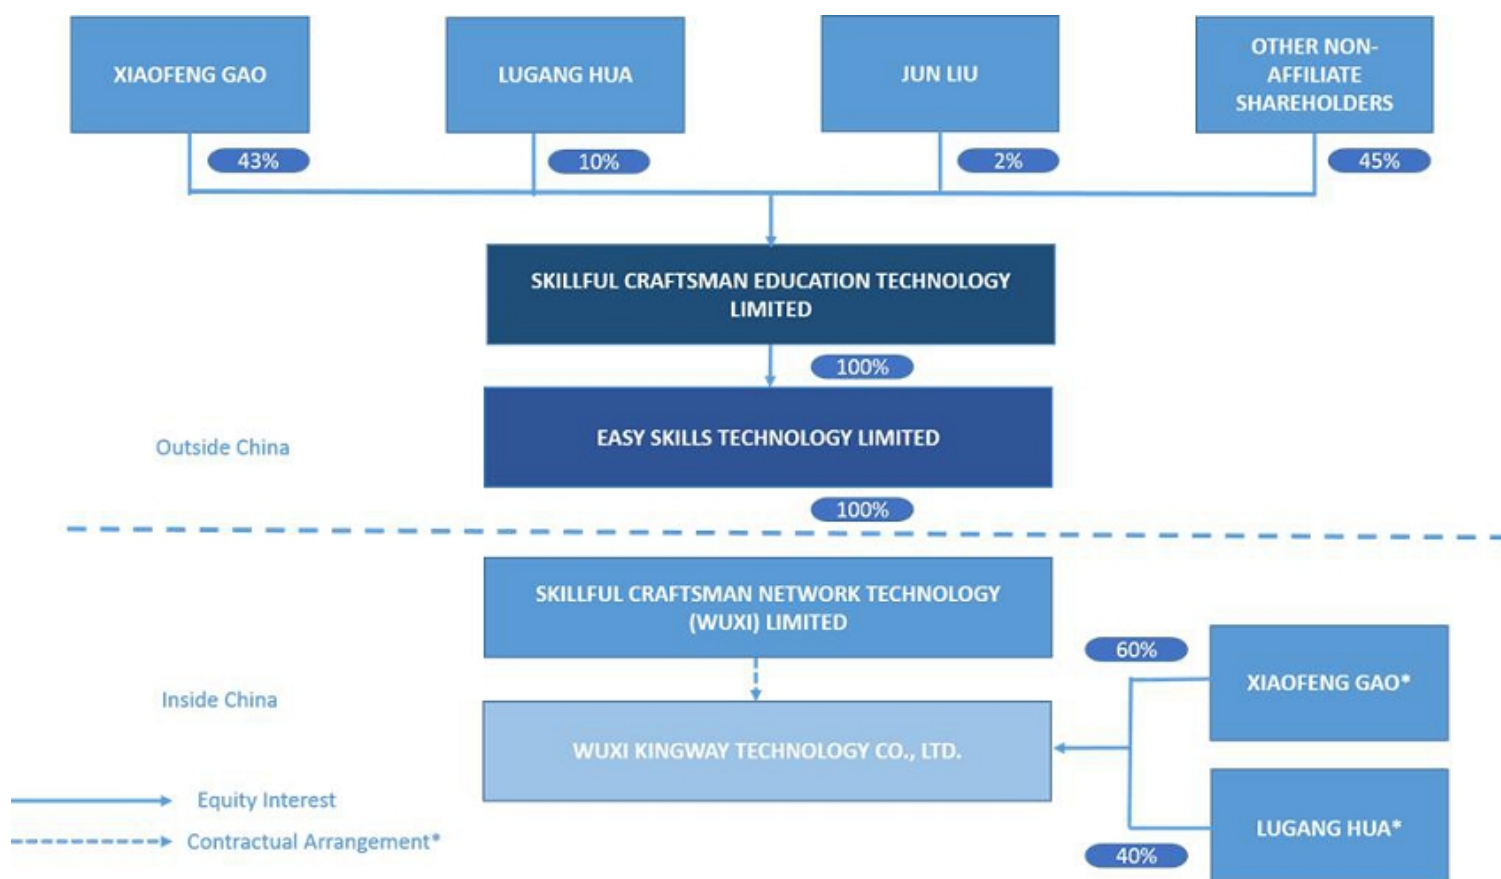 XIAOFENG GAO
LUGANG HUA
JUN LIU
OTHER NON-
AFFILIATE
SHAREHOLDERS
43%
10%
2%
45%
SKILLFUL CRAFTSMAN EDUCATION TECHNOLOGY
LIMITED
100%
EASY SKILLS TECHNOLOGY LIMITED
Outside China
100%
SKILLFUL CRAFTSMAN NETWORK TECHNOLOGY
(WUXI) LIMITED
60%
XIAOFENG GAO*
Inside China
WUXI KINGWAY TECHNOLOGY CO., LTD.
Equity Interest
Contractual Arrangement*
LUGANG HUA*
40%